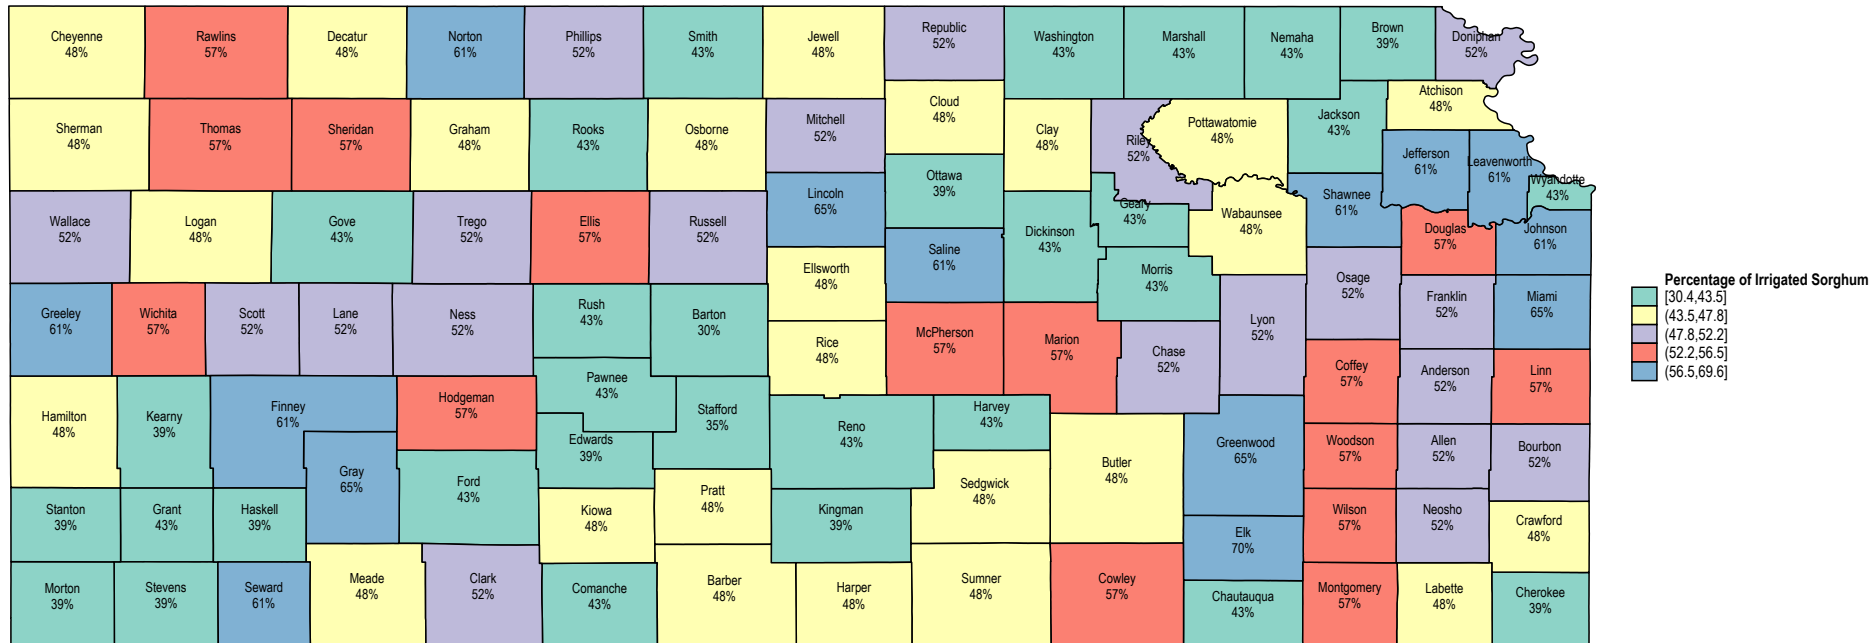 Cheyenne
48%
Rawlins
57%
Decatur
48%
Norton
61%
Phillips
52%
Smith
43%
Jewell
48%
Republic
52%
Washington
43%
Marshall
43%
Nemaha
43%
Brown
39%
Doniphan
52%
Sherman
48%
Thomas
57%
Sheridan
57%
Graham
48%
Rooks
43%
Osborne
48%
Mitchell
52%
Cloud
48%
Clay
48%
Riley
52%
Pottawatomie
48%
Jackson
43%
Atchison
48%
Jefferson
61%
Leavenworth
61%
Wyandotte
43%
Wallace
52%
Logan
48%
Gove
43%
Trego
52%
Ellis
57%
Russell
52%
Lincoln
65%
Ottawa
39%
Saline
61%
Dickinson
43%
Geary
43%
Wabaunsee
48%
Shawnee
61%
Douglas
57%
Johnson
61%
Ellsworth
48%
Morris
43%
Osage
52%
Franklin
52%
Miami
65%
Greeley
61%
Wichita
57%
Scott
52%
Lane
52%
Ness
52%
Rush
43%
Barton
30%
Rice
48%
McPherson
57%
Marion
57%
Chase
52%
Lyon
52%
Coffey
57%
Anderson
52%
Linn
57%
Hamilton
48%
Kearny
39%
Finney
61%
Hodgeman
57%
Pawnee
43%
Stafford
35%
Reno
43%
Harvey
43%
Edwards
39%
Gray
65%
Ford
43%
Butler
48%
Greenwood
65%
Woodson
57%
Allen
52%
Bourbon
52%
Stanton
39%
Grant
43%
Haskell
39%
Kiowa
48%
Pratt
48%
Kingman
39%
Sedgwick
48%
Elk
70%
Wilson
57%
Neosho
52%
Crawford
48%
Morton
39%
Stevens
39%
Seward
61%
Meade
48%
Clark
52%
Comanche
43%
Barber
48%
Harper
48%
Sumner
48%
Cowley
57%
Chautauqua
43%
Montgomery
57%
Labette
48%
Cherokee
39%
Percentage of Irrigated Sorghum
[30.4,43.5]
(43.5,47.8]
(47.8,52.2]
(52.2,56.5]
(56.5,69.6]